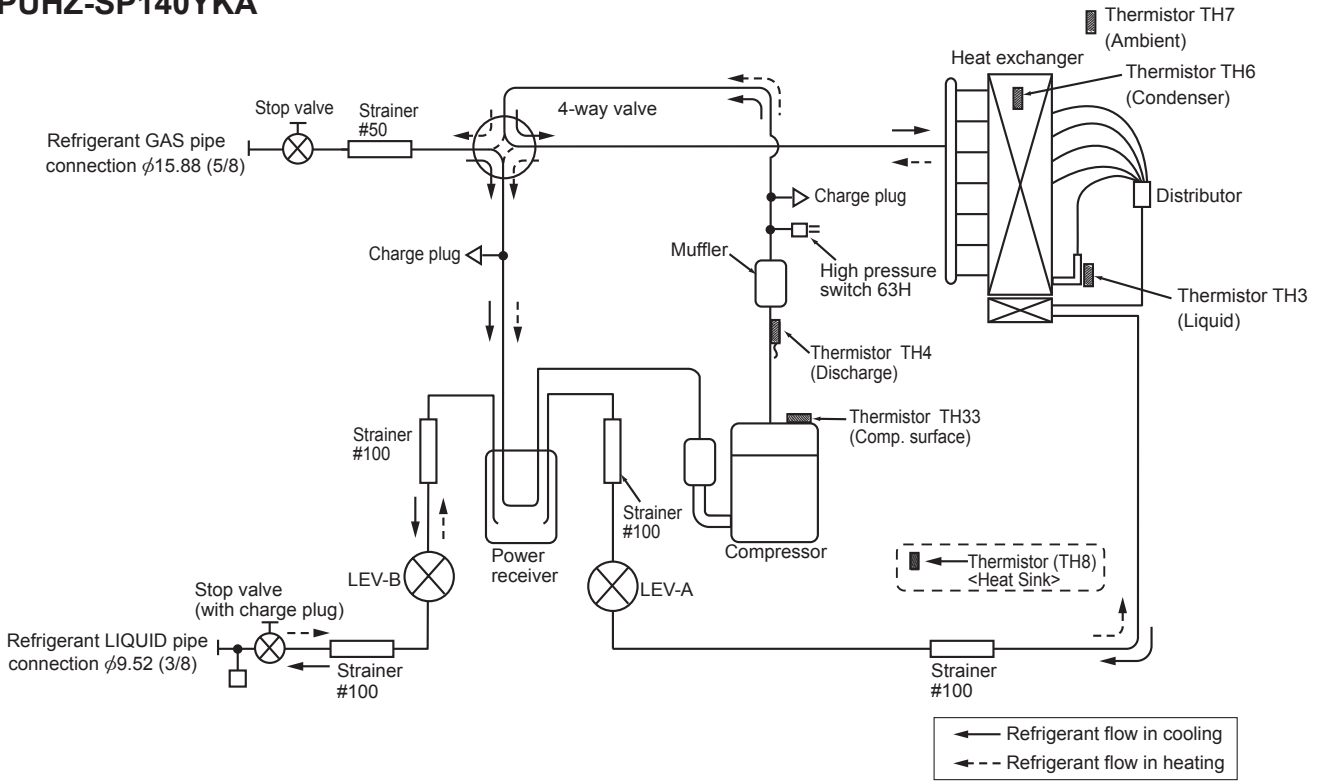 PUHZ-SP140YKA
Thermistor TH7
(Ambient)
Heat exchanger
Thermistor TH6
(Condenser)
4-way valve
Stop valve
Strainer
#50
Refrigerant GAS pipe
connection ϕ15.88 (5/8)
Charge plug
Distributor
Charge plug
Muffler
High pressure
switch 63H
Thermistor TH3
(Liquid)
Thermistor TH4
(Discharge)
Thermistor TH33
(Comp. surface)
Strainer
#100
Strainer
#100
Compressor
Power
receiver
LEV-B
LEV-A
Thermistor (TH8)
<Heat Sink>
Stop valve
(with charge plug)
Refrigerant LIQUID pipe
connection ϕ9.52 (3/8)
Strainer
#100
Strainer
#100
Refrigerant flow in cooling
Refrigerant flow in heating